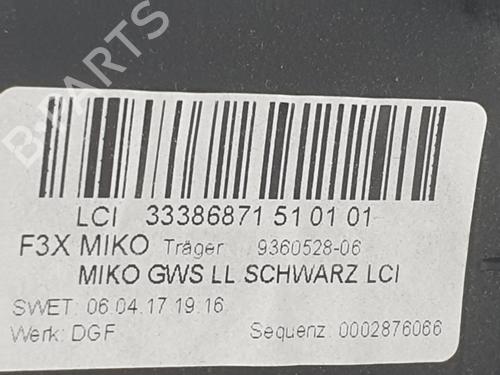 B-PARTS
LCI 33386871 51 01 01
F3X MIKO Träger 9360528-06
MIKO GWS LL SCHWARZ LCI
SWET: 06.04.17 19:16
Werk: DGF Sequenz: 0002876066